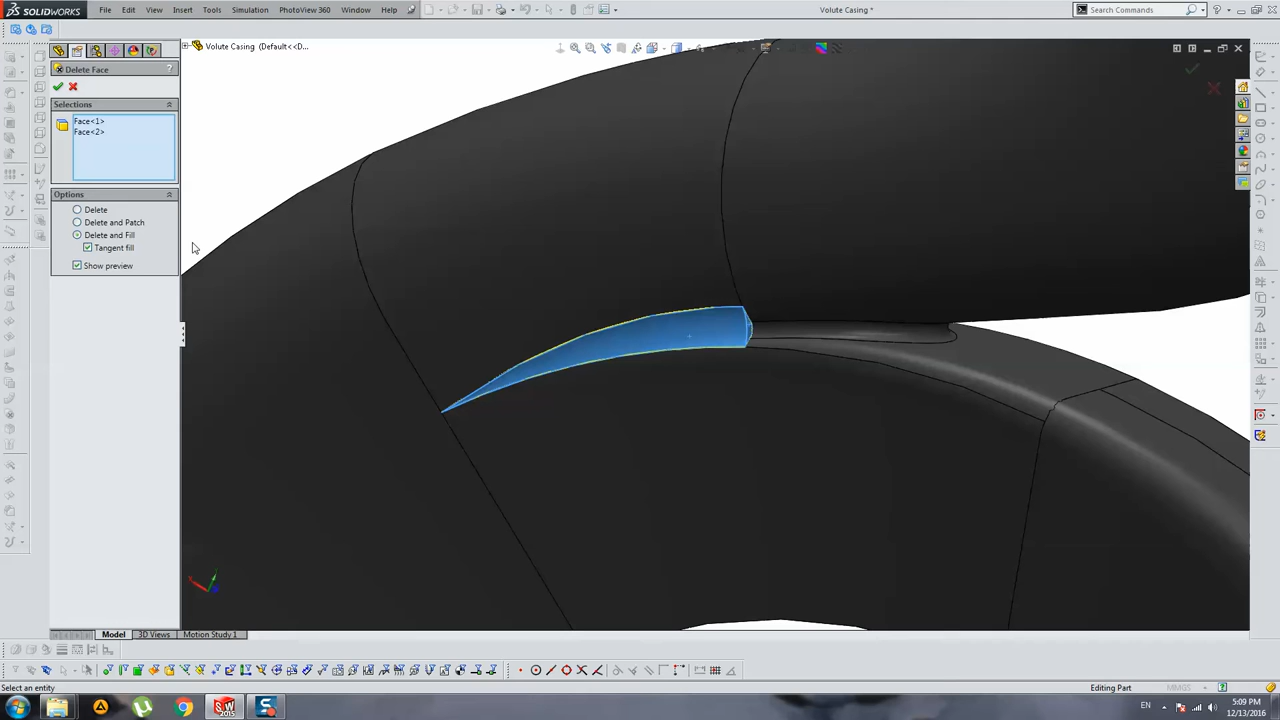 SOLIDWORKS
File Edit View Insert Tools Simulation PhotoView 360 Window Help
Volute Casing *
Search Commands
Volute Casing (Default<<D...
Delete Face
?
Selections
Face<1>
Face<2>
Options
Delete
Delete and Patch
Delete and Fill
Tangent fill
Show preview
Model 3D Views Motion Study 1
Select an entity
Editing Part
MMGS
EN
5:09 PM
12/13/2016